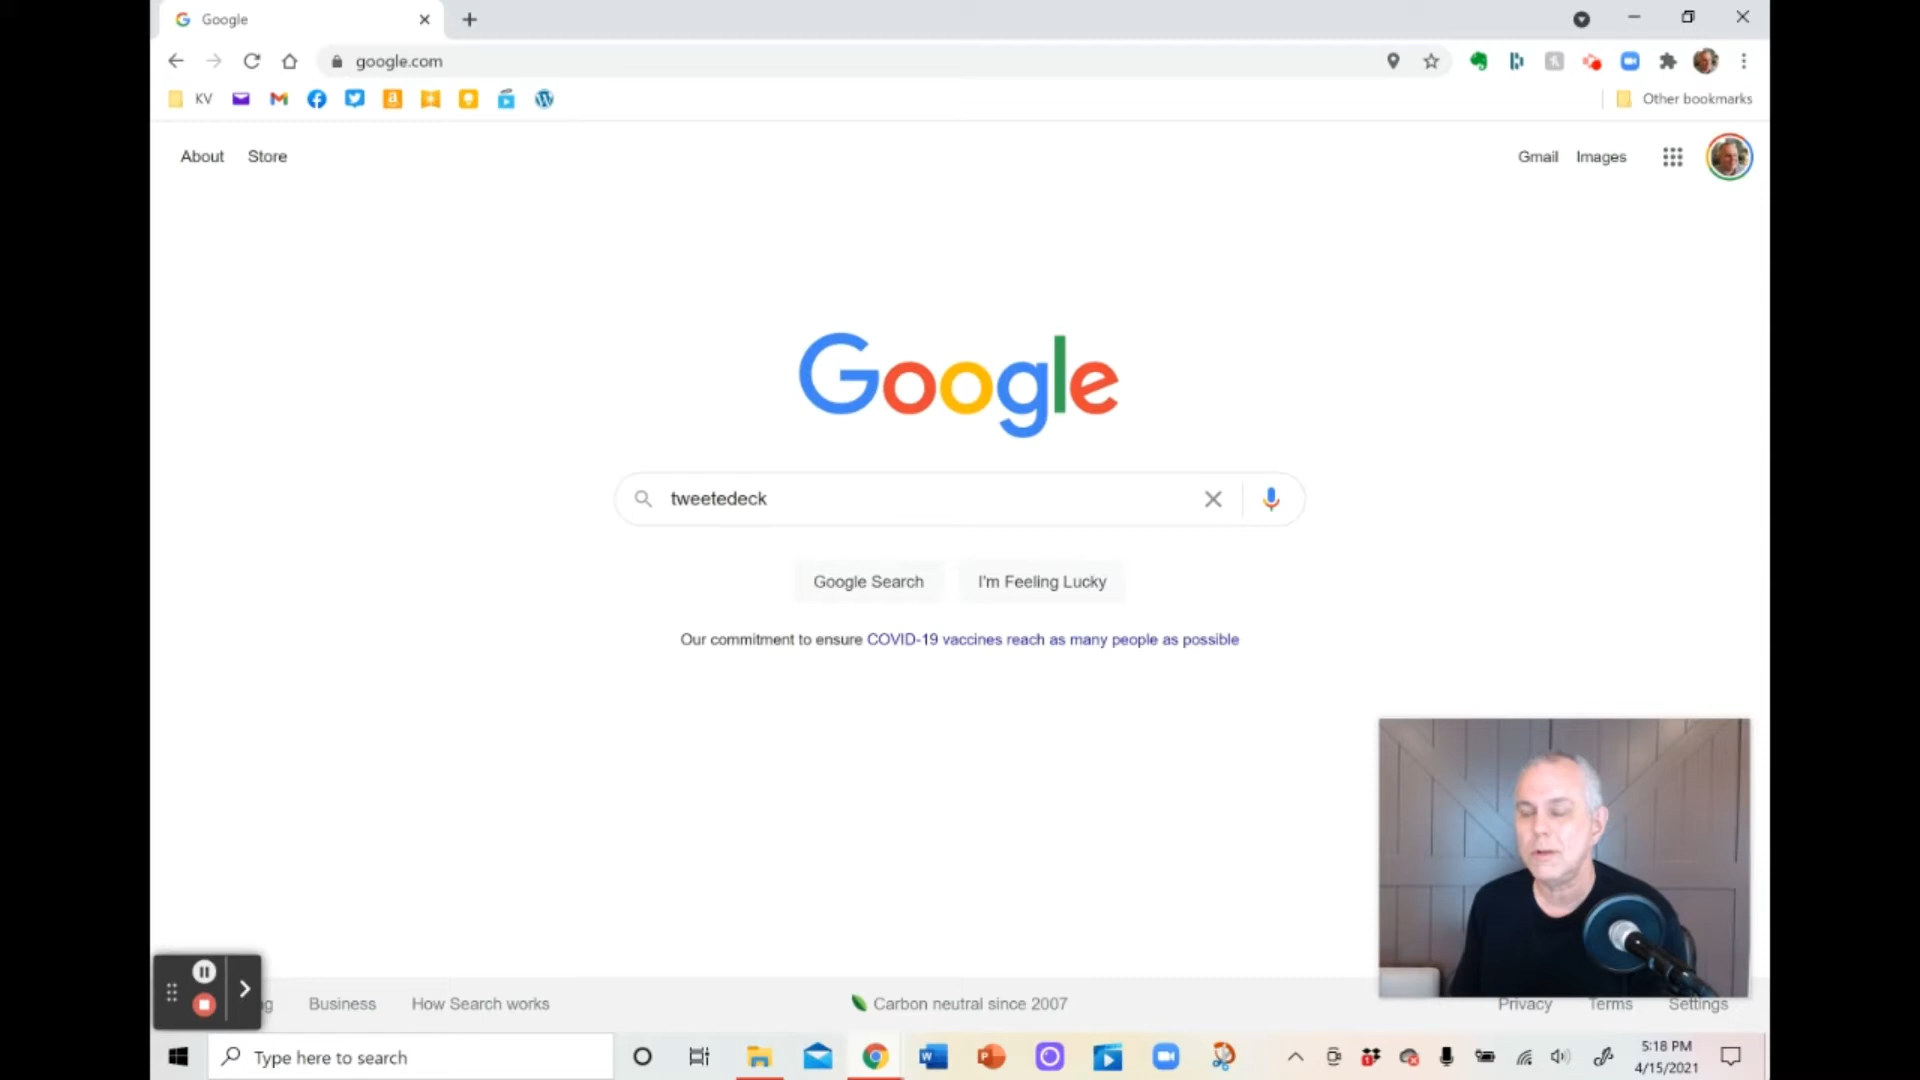 Google
google.com
KV
Other bookmarks
About Store
Gmail Images
Google
tweetedeck
Google Search I'm Feeling Lucky
Our commitment to ensure COVID-19 vaccines reach as many people as possible
Business How Search works
Carbon neutral since 2007
Privacy Terms Settings
Type here to search
5:18 PM
4/15/2021